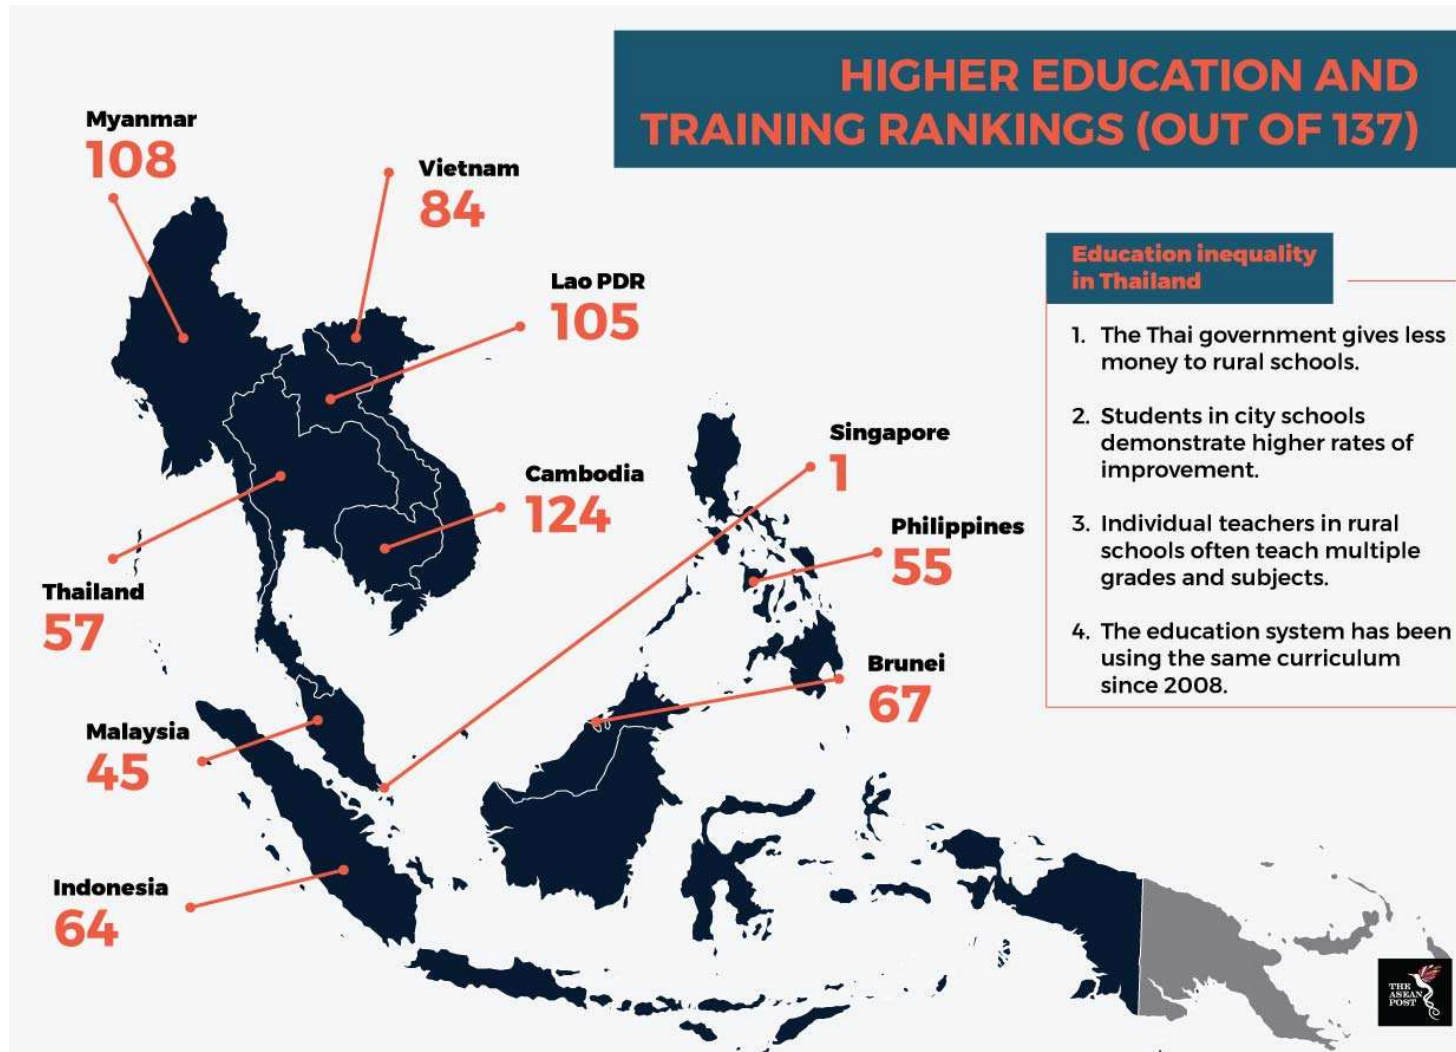 HIGHER EDUCATION AND
TRAINING RANKINGS (OUT OF 137)
Myanmar
108
Vietnam
84
Lao PDR
105
Cambodia
124
Thailand
57
Singapore
1
Philippines
55
Brunei
67
Malaysia
45
Indonesia
64
Education inequality
in Thailand
1. The Thai government gives less
money to rural schools.
2. Students in city schools
demonstrate higher rates of
improvement.
3. Individual teachers in rural
schools often teach multiple
grades and subjects.
4. The education system has been
using the same curriculum
since 2008.
THE
ASEAN
POST